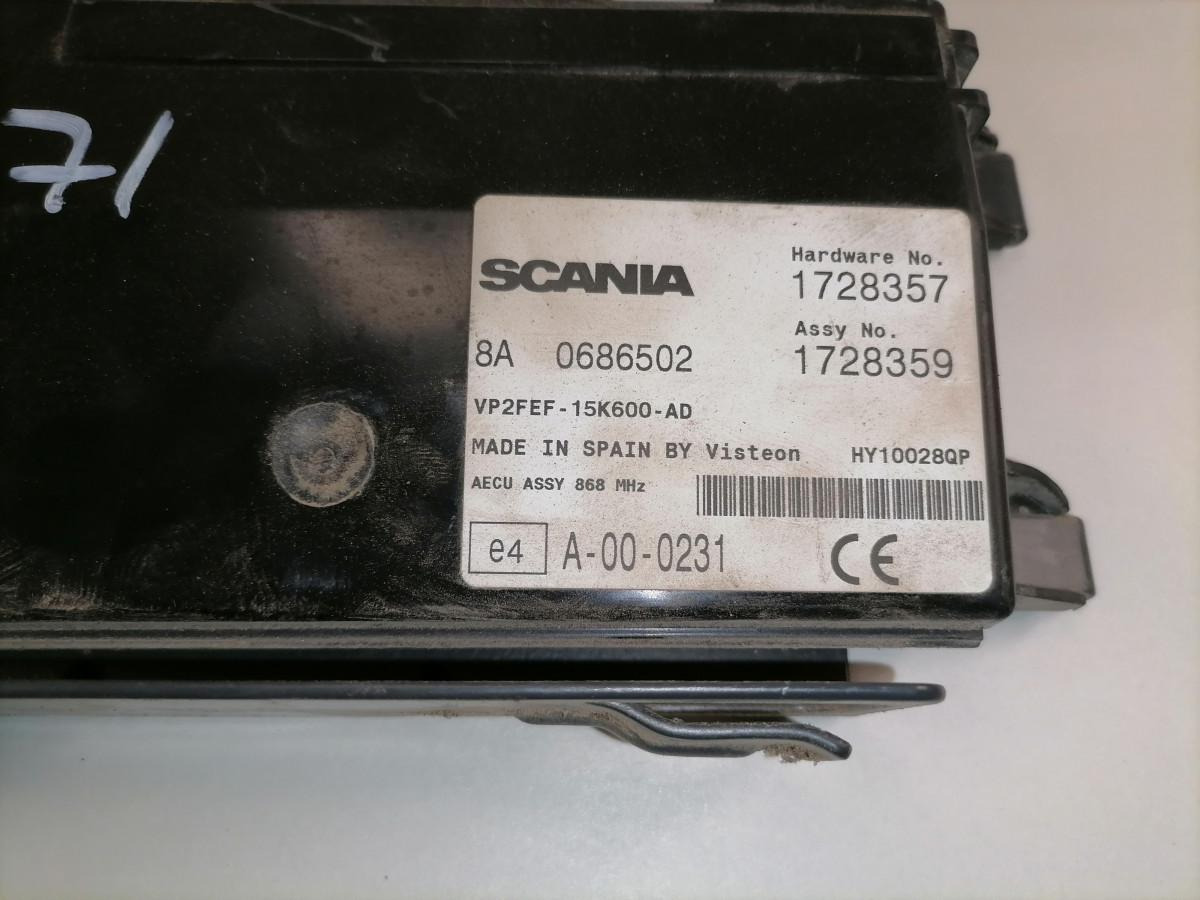 71
SCANIA
Hardware No.
1728357
Assy No.
1728359
8A 0686502
VP2FEF-15K600-AD
MADE IN SPAIN BY Visteon HY10028QP
AECU ASSY 868 MHz
e4 A-00-0231 CE